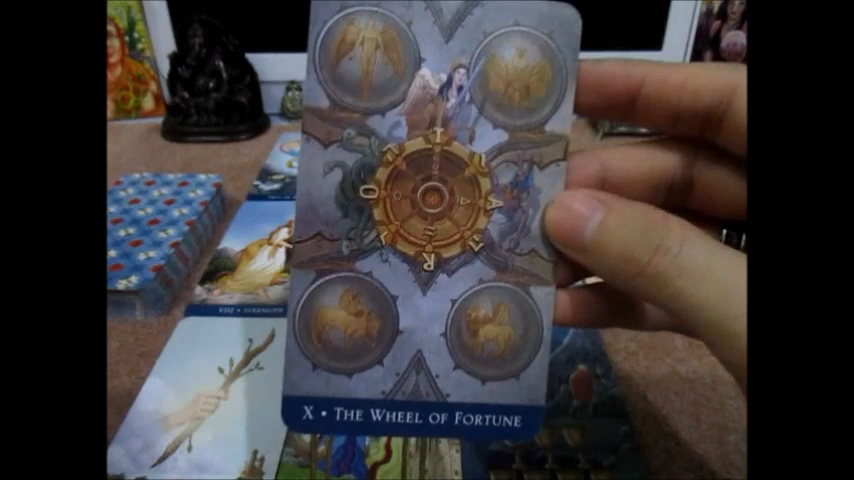 T
A
R
O
X • THE WHEEL OF FORTUNE
VIII • STRENGTH